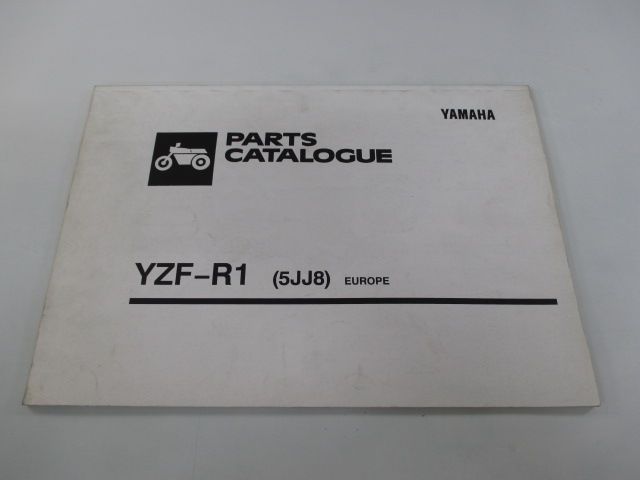 YAMAHA
PARTS
CATALOGUE
YZF-R1 (5JJ8) EUROPE